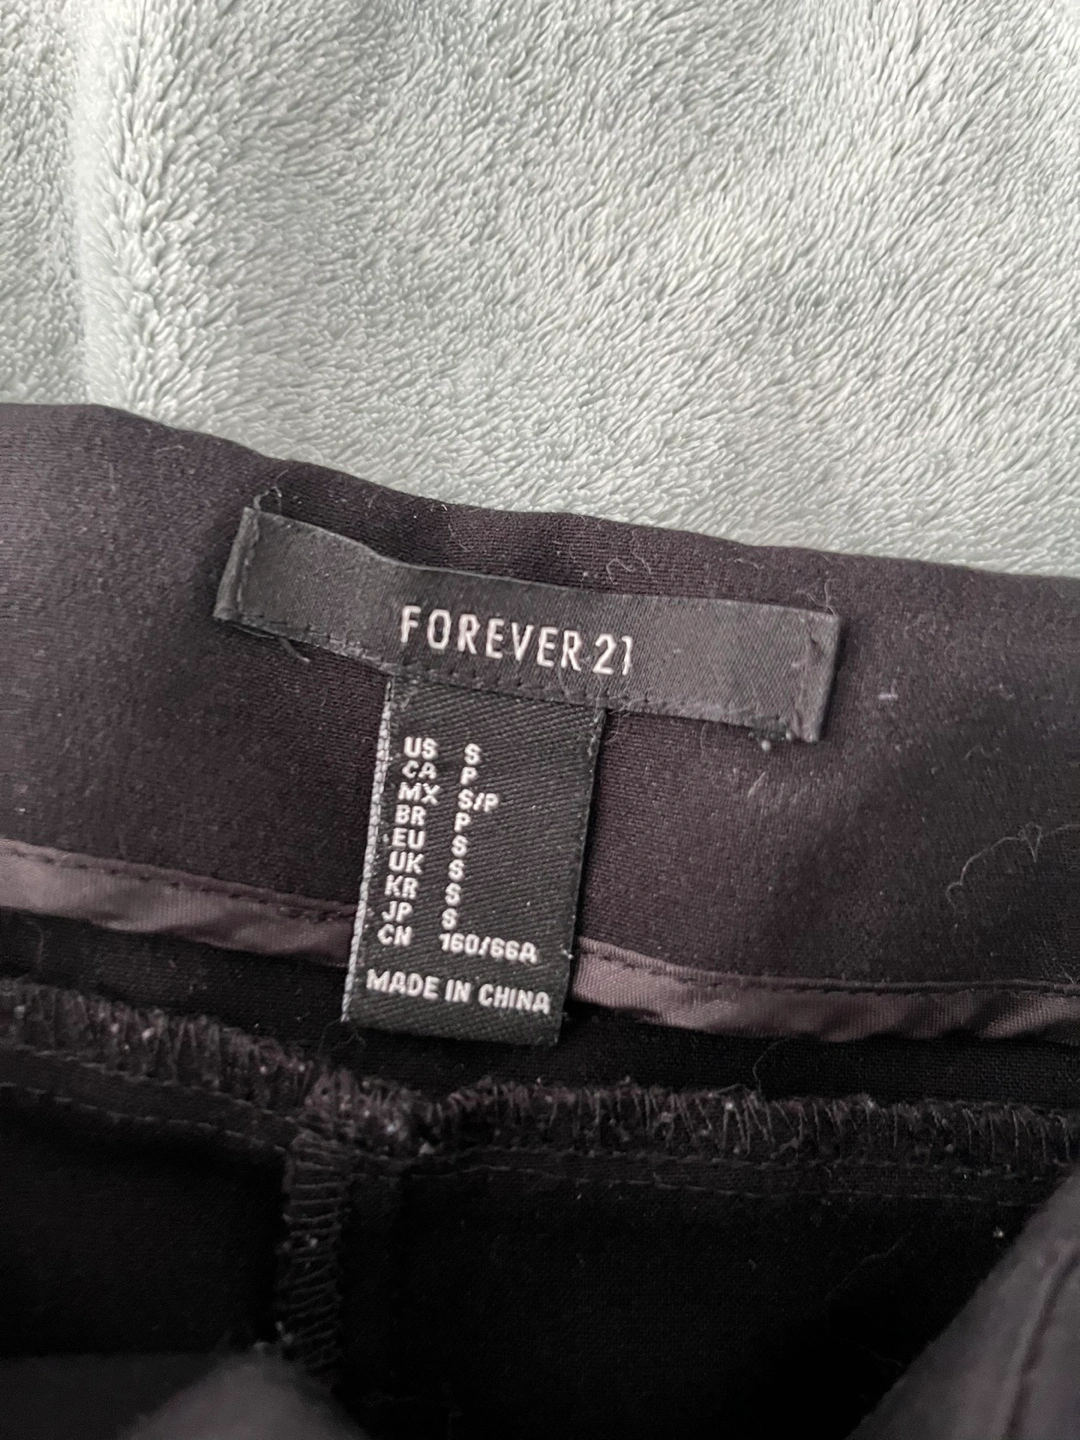 FOREVER 21
US S
CA P
MX S/P
BR P
EU S
UK S
KR S
JP S
CN 160/66A
MADE IN CHINA